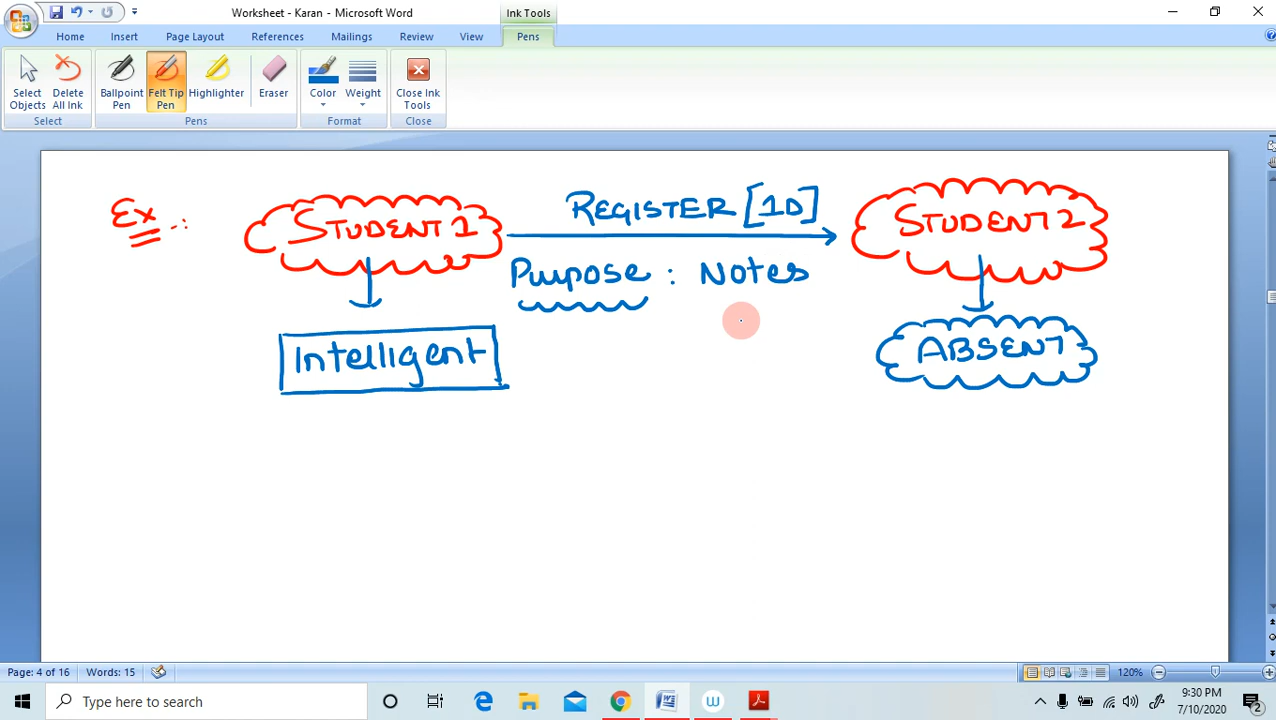 Worksheet - Karan - Microsoft Word
Ink Tools
Home Insert Page Layout References Mailings Review View Pens
Select Objects
Delete All Ink
Ballpoint Pen
Felt Tip Pen
Highlighter
Eraser
Color
Weight
Close Ink Tools
Select Pens Format Close
Ex :
STUDENT 1
REGISTER [1D]
STUDENT 2
Purpose : Notes
Intelligent
ABSENT
Page: 4 of 16 Words: 15
120%
Type here to search
9:30 PM
7/10/2020
2